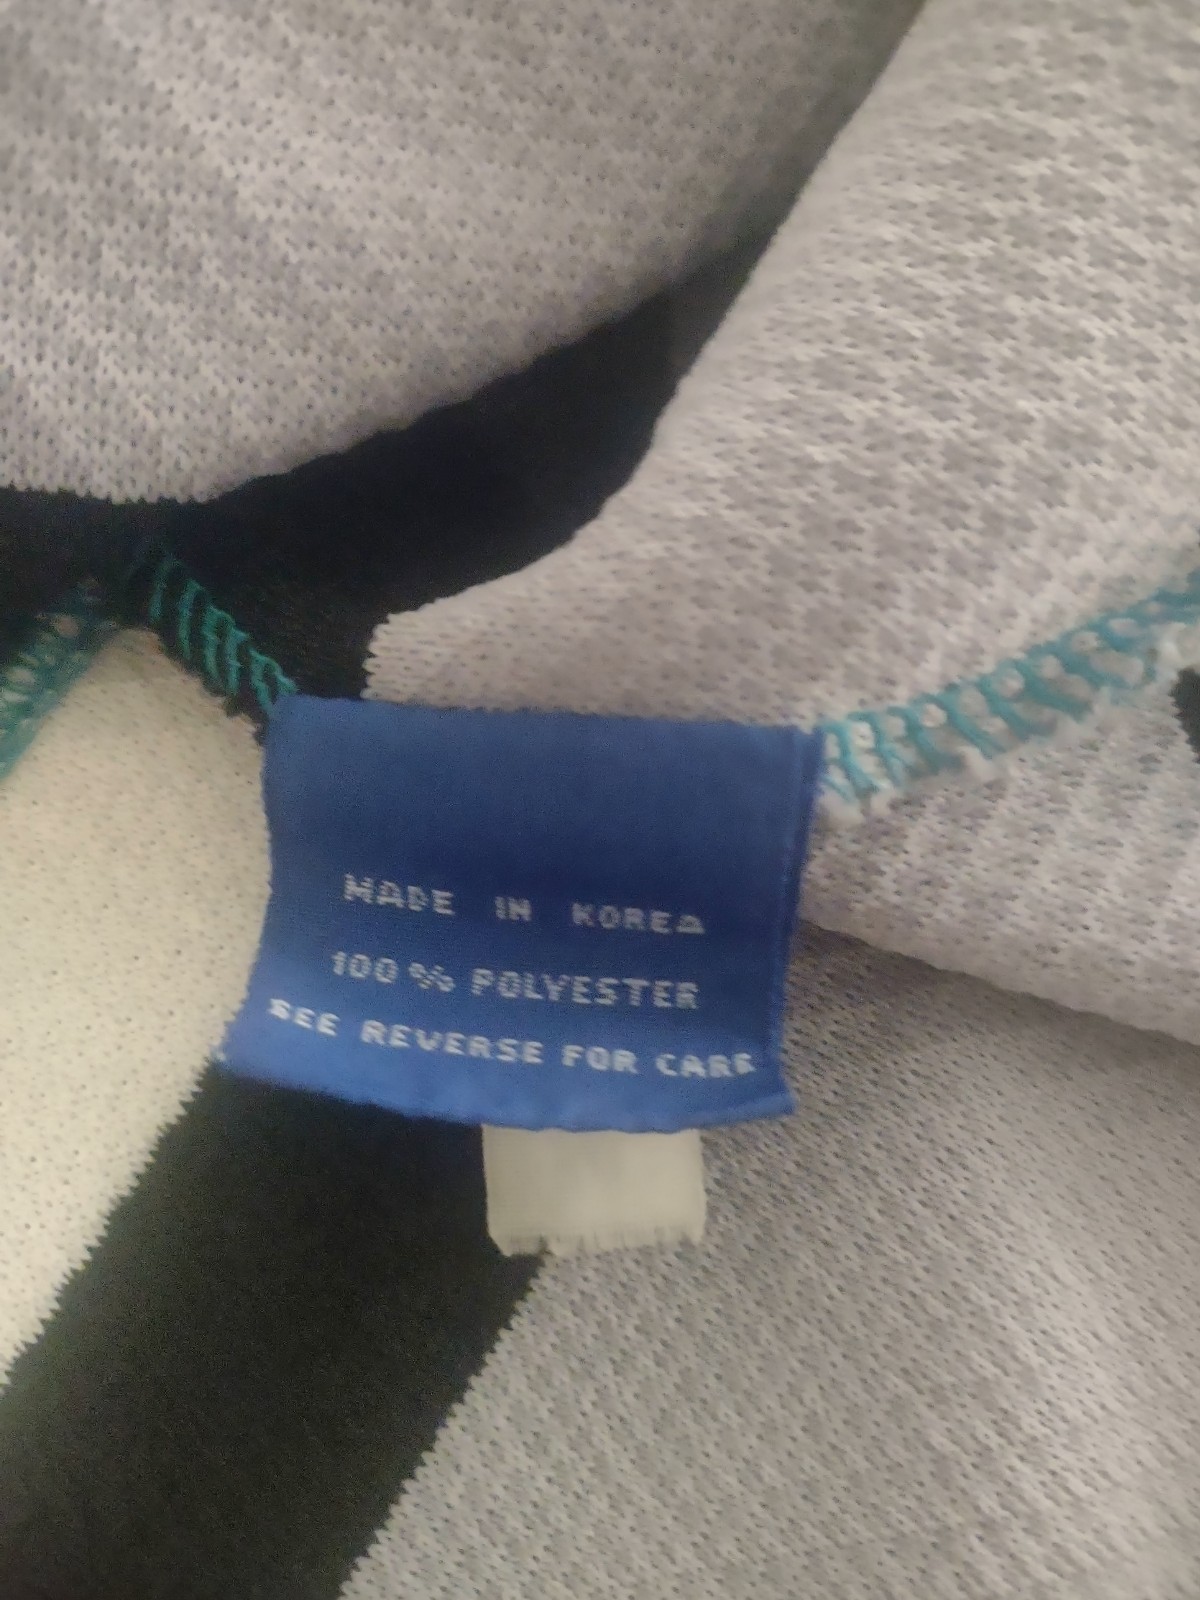 MADE IN KOREA
100% POLYESTER
SEE REVERSE FOR CARE